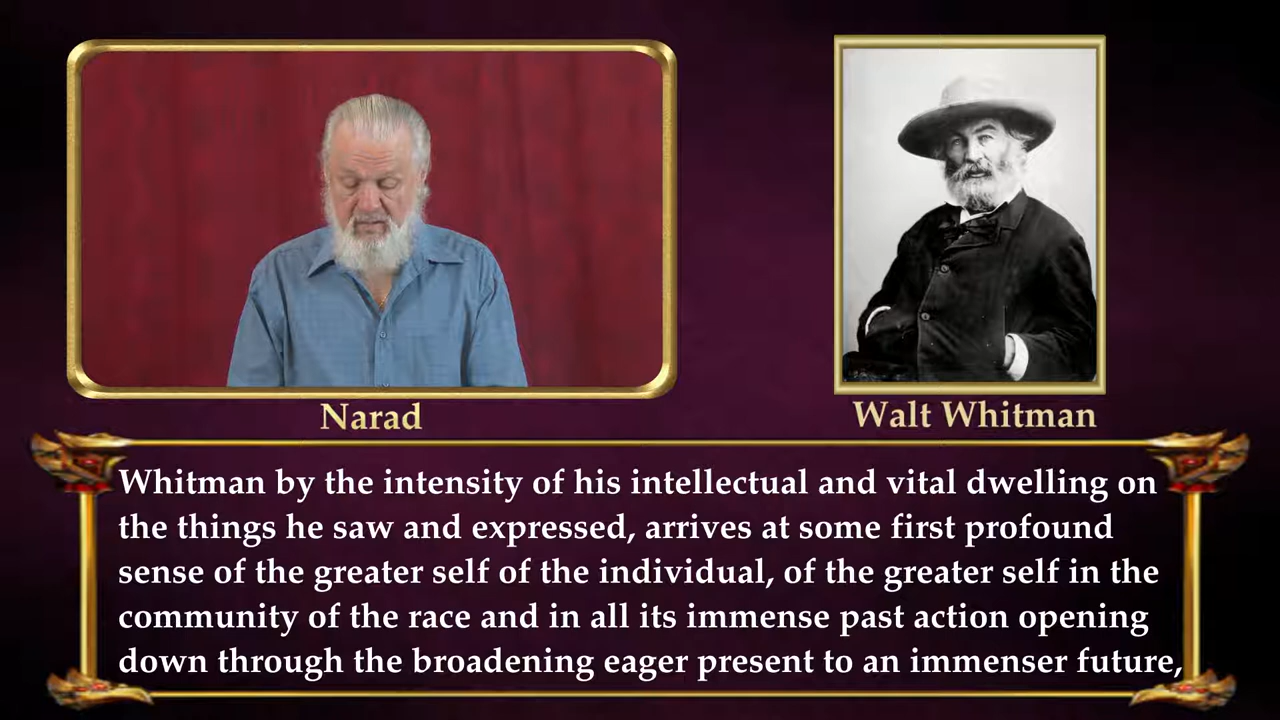 Narad
Walt Whitman
Whitman by the intensity of his intellectual and vital dwelling on
the things he saw and expressed, arrives at some first profound
sense of the greater self of the individual, of the greater self in the
community of the race and in all its immense past action opening
down through the broadening eager present to an immenser future,